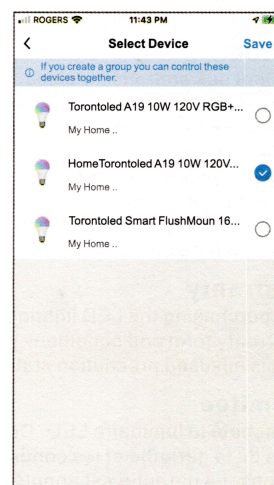 ROGERS 11:43 PM
Select Device Save
If you create a group you can control these
devices together.
Torontoled A19 10W 120V RGB+...
My Home ..
HomeTorontoled A19 10W 120V...
My Home ..
Torontoled Smart FlushMoun 16...
My Home ..